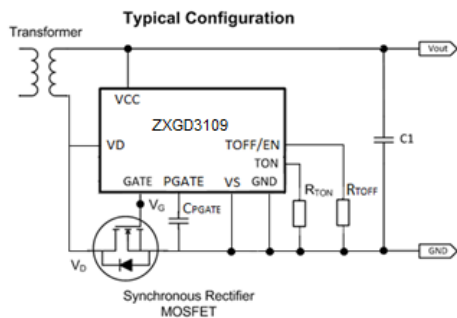 Typical Configuration
Transformer
Vout
VCC
ZXGD3109
VD
TOFF/EN
TON
C1
GATE PGATE VS GND
RTON RTOFF
VG
CPGATE
VD
GND
Synchronous Rectifier
MOSFET